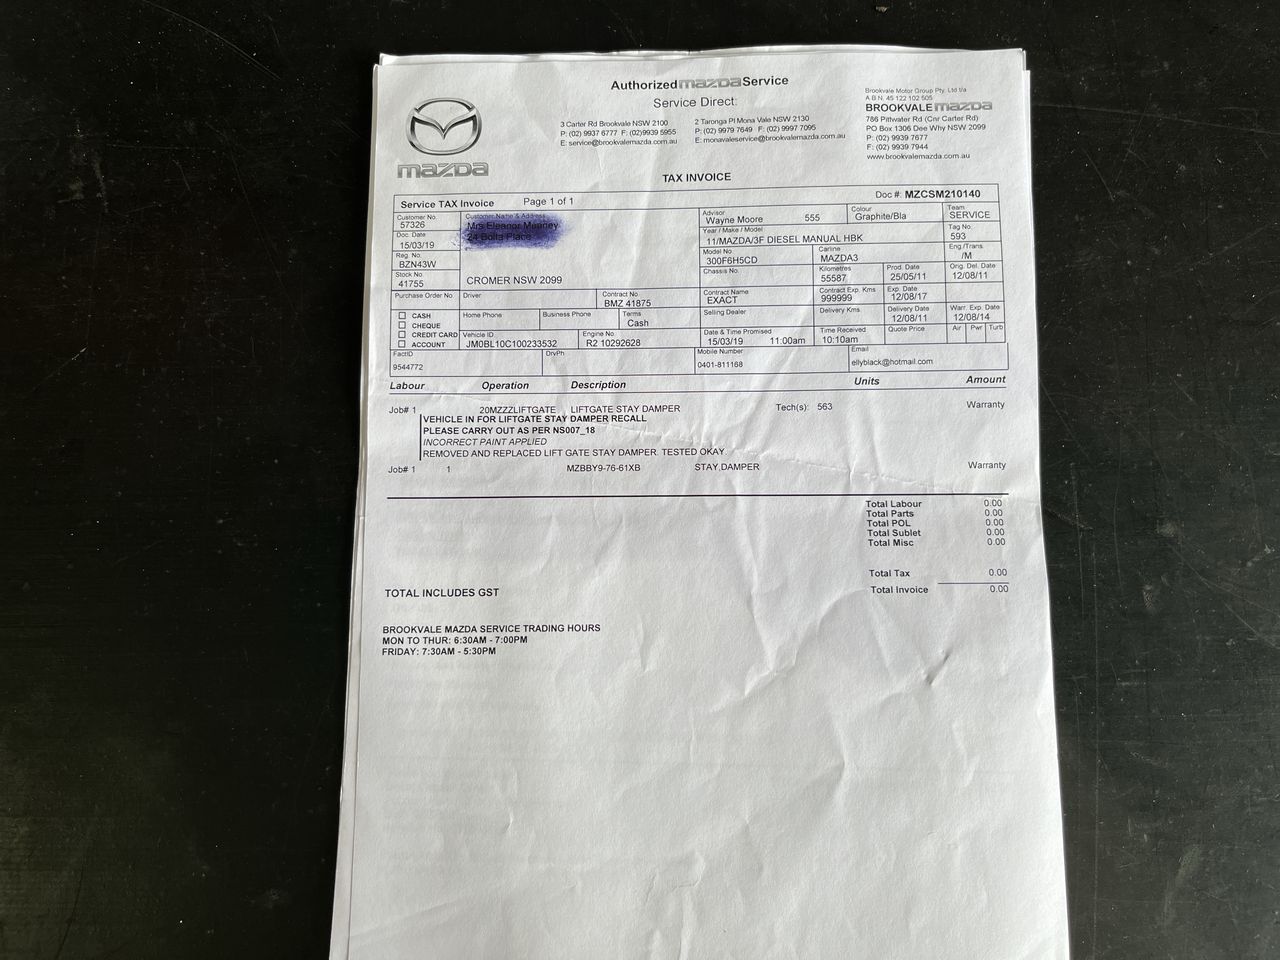 Authorized mazda Service
Service Direct:
3 Carter Rd Brookvale NSW 2100
P: (02) 9937 6777 F: (02)9939 5955
E: service@brookvalemazda.com.au
2 Taronga Pl Mona Vale NSW 2130
P: (02) 9979 7649 F: (02) 9997 7095
E: monavaleservice@brookvalemazda.com.au
Brookvale Motor Group Pty. Ltd t/a
A.B.N. 45 122 102 505
BROOKVALE mazda
786 Pittwater Rd (Cnr Carter Rd)
PO Box 1306 Dee Why NSW 2099
P: (02) 9939 7677
F: (02) 9939 7944
www.brookvalemazda.com.au
mazda
TAX INVOICE
Service TAX Invoice Page 1 of 1 Doc #: MZCSM210140
Customer No.
57326
Customer Name & Address
Mrs Eleanor
24 Place
CROMER NSW 2099
Doc. Date
15/03/19
Reg. No.
BZN43W
Stock No.
41755
Advisor
Wayne Moore 555
Colour
Graphite/Bla
Team
SERVICE
Year / Make / Model
11/MAZDA/3F DIESEL MANUAL HBK
Tag No.
593
Model No.
300F6H5CD
Carline
MAZDA3
Eng./Trans.
/M
Chassis No.
Kilometres
55587
Prod. Date
25/05/11
Orig. Del. Date
12/08/11
Purchase Order No
Driver
Contract No
BMZ 41875
Contract Name
EXACT
Contract Exp. Kms
999999
Exp. Date
12/08/17
CASH
CHEQUE
CREDIT CARD
ACCOUNT
Home Phone
Business Phone
Terms
Cash
Selling Dealer
Delivery Kms
Delivery Date
12/08/11
Warr. Exp. Date
12/08/14
Vehicle ID
JM0BL10C100233532
Engine No.
R2 10292628
Date & Time Promised
15/03/19 11:00am
Time Received
10:10am
Quote Price
Air Pwr Turb
FactID
9544772
DrvPh
Mobile Number
0401-811168
Email
ellyblack@hotmail.com
Labour Operation Description Units Amount
Job# 1 20MZZZLIFTGATE LIFTGATE STAY DAMPER Tech(s): 563 Warranty
VEHICLE IN FOR LIFTGATE STAY DAMPER RECALL
PLEASE CARRY OUT AS PER NS007_18
INCORRECT PAINT APPLIED
REMOVED AND REPLACED LIFT GATE STAY DAMPER. TESTED OKAY
Job# 1 1 MZBBY9-76-61XB STAY,DAMPER Warranty
Total Labour 0.00
Total Parts 0.00
Total POL 0.00
Total Sublet 0.00
Total Misc 0.00
Total Tax 0.00
Total Invoice 0.00
TOTAL INCLUDES GST
BROOKVALE MAZDA SERVICE TRADING HOURS
MON TO THUR: 6:30AM - 7:00PM
FRIDAY: 7:30AM - 5:30PM